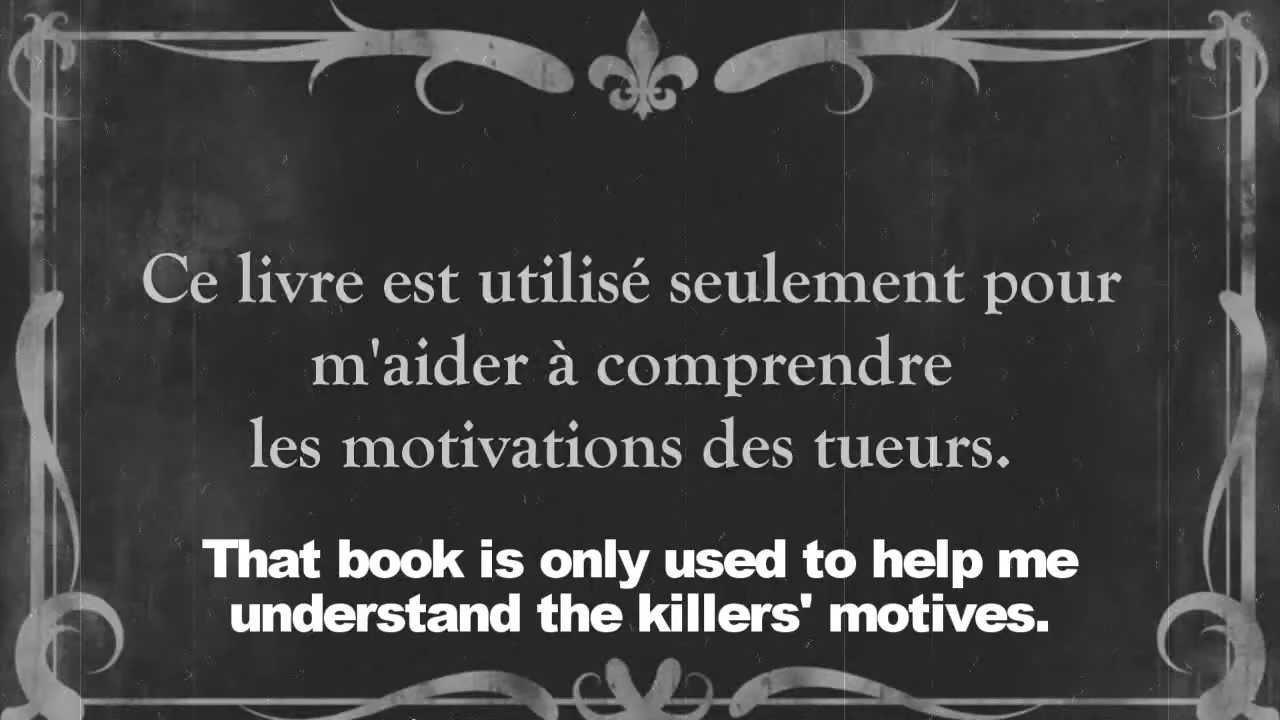 Ce livre est utilisé seulement pour
m'aider à comprendre
les motivations des tueurs.
That book is only used to help me
understand the killers' motives.